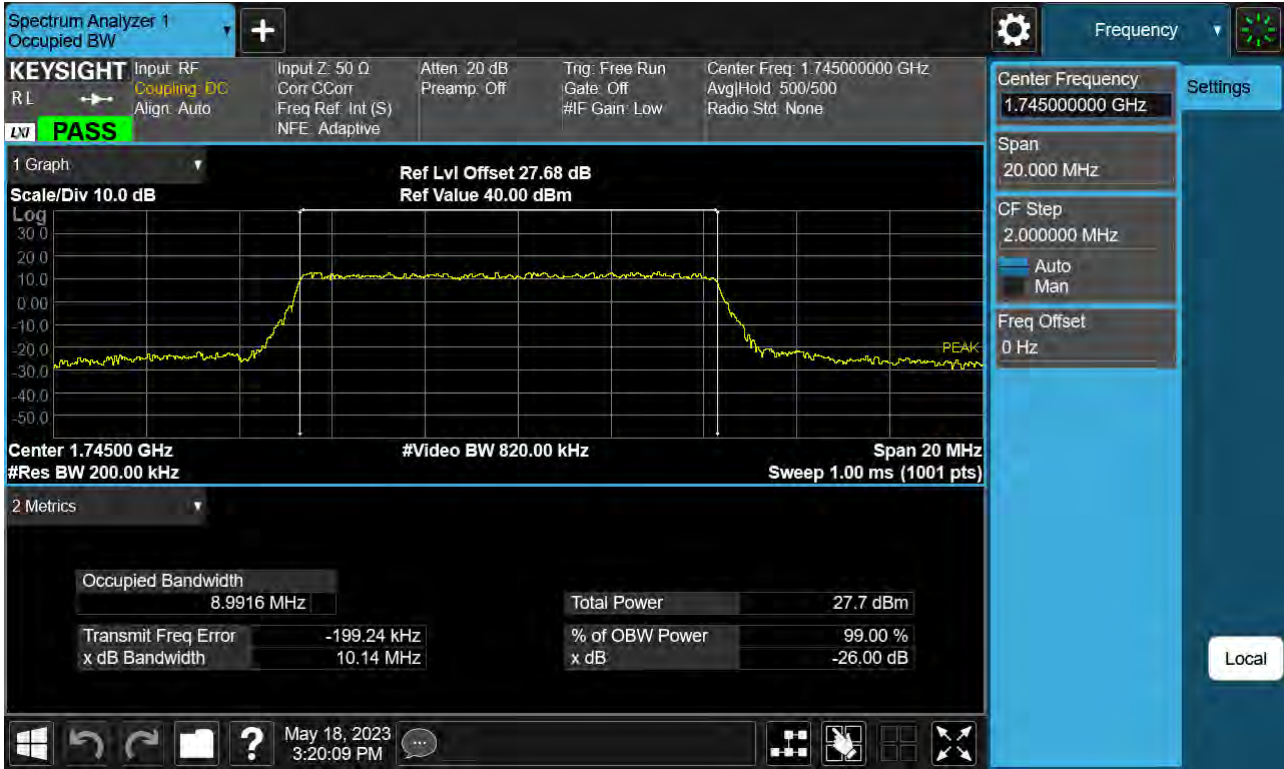 Spectrum Analyzer 1
Occupied BW
Frequency
KEYSIGHT
R L
LXI
PASS
Input: RF
Coupling: DC
Align: Auto
Input Z: 50 Ω
Corr CCorr
Freq Ref: Int (S)
NFE: Adaptive
Atten: 20 dB
Preamp: Off
Trig: Free Run
Gate: Off
#IF Gain: Low
Center Freq: 1.745000000 GHz
Avg|Hold: 500/500
Radio Std: None
Center Frequency
1.745000000 GHz
Settings
Span
20.000 MHz
CF Step
2.000000 MHz
Auto
Man
Freq Offset
0 Hz
Local
1 Graph
Scale/Div 10.0 dB
Ref Lvl Offset 27.68 dB
Ref Value 40.00 dBm
Log
30.0
20.0
10.0
0.00
-10.0
-20.0
-30.0
-40.0
-50.0
PEAK
Center 1.74500 GHz
#Video BW 820.00 kHz
Span 20 MHz
#Res BW 200.00 kHz
Sweep 1.00 ms (1001 pts)
2 Metrics
Occupied Bandwidth
8.9916 MHz
Total Power 27.7 dBm
Transmit Freq Error -199.24 kHz
% of OBW Power 99.00 %
x dB Bandwidth 10.14 MHz
x dB -26.00 dB
?
May 18, 2023
3:20:09 PM